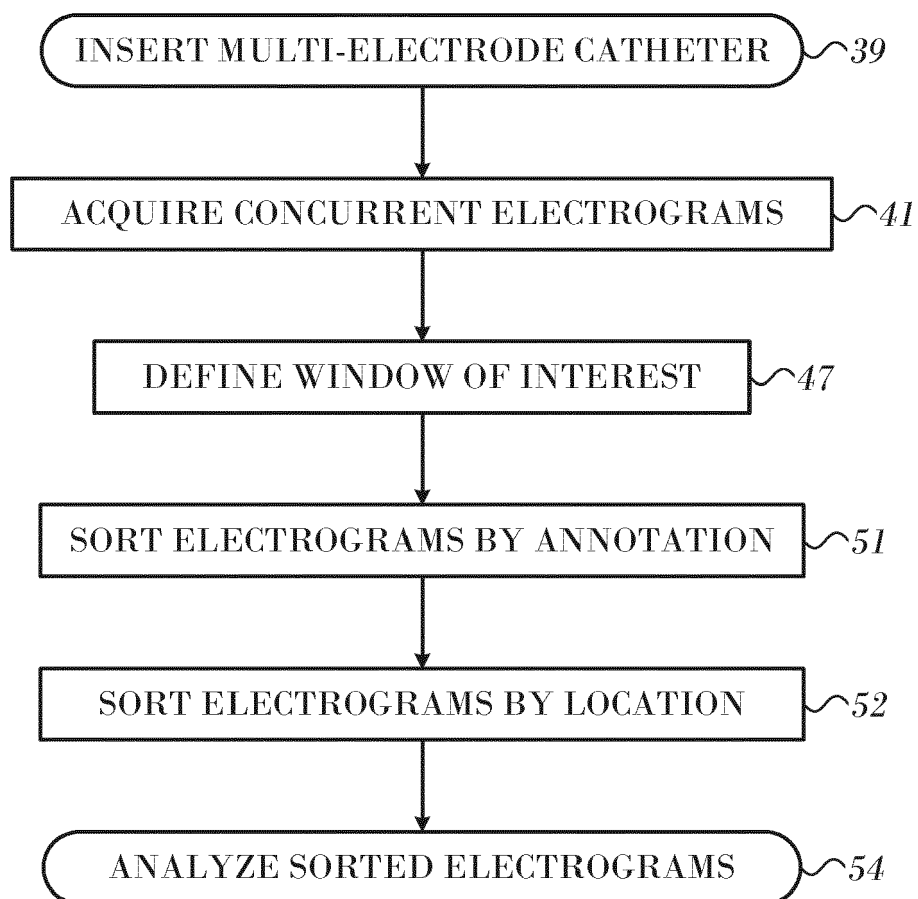 INSERT MULTI-ELECTRODE CATHETER 39
ACQUIRE CONCURRENT ELECTROGRAMS 41
DEFINE WINDOW OF INTEREST 47
SORT ELECTROGRAMS BY ANNOTATION 51
SORT ELECTROGRAMS BY LOCATION 52
ANALYZE SORTED ELECTROGRAMS 54